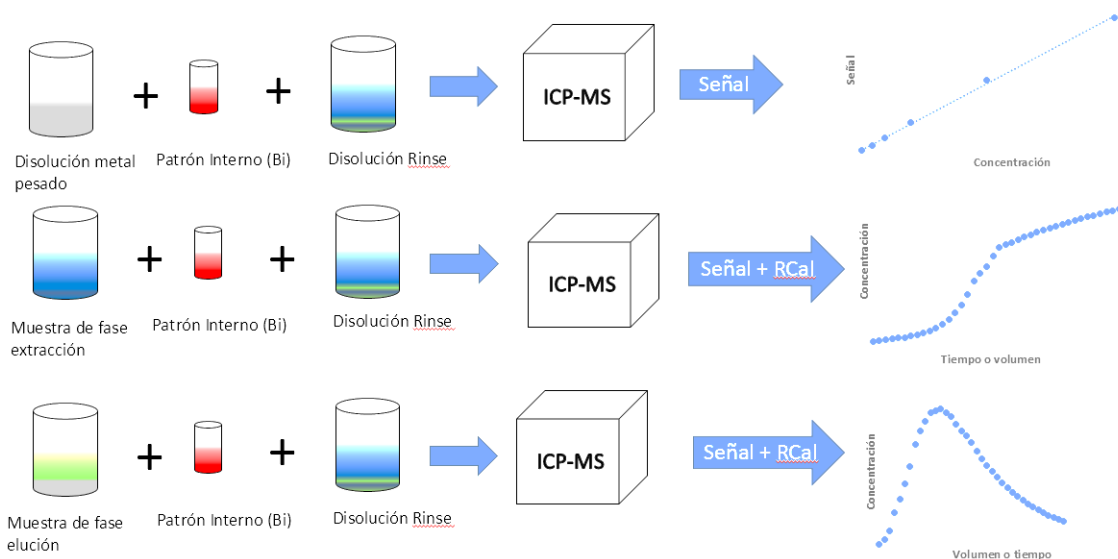 Disolución metal
pesado
Patrón Interno (Bi)
Disolución Rinse
ICP-MS
Señal
Señal
Concentración
Muestra de fase
extracción
Patrón Interno (Bi)
Disolución Rinse
ICP-MS
Señal + RCal
Concentración
Tiempo o volumen
Muestra de fase
elución
Patrón Interno (Bi)
Disolución Rinse
ICP-MS
Señal + RCal
Concentración
Volumen o tiempo